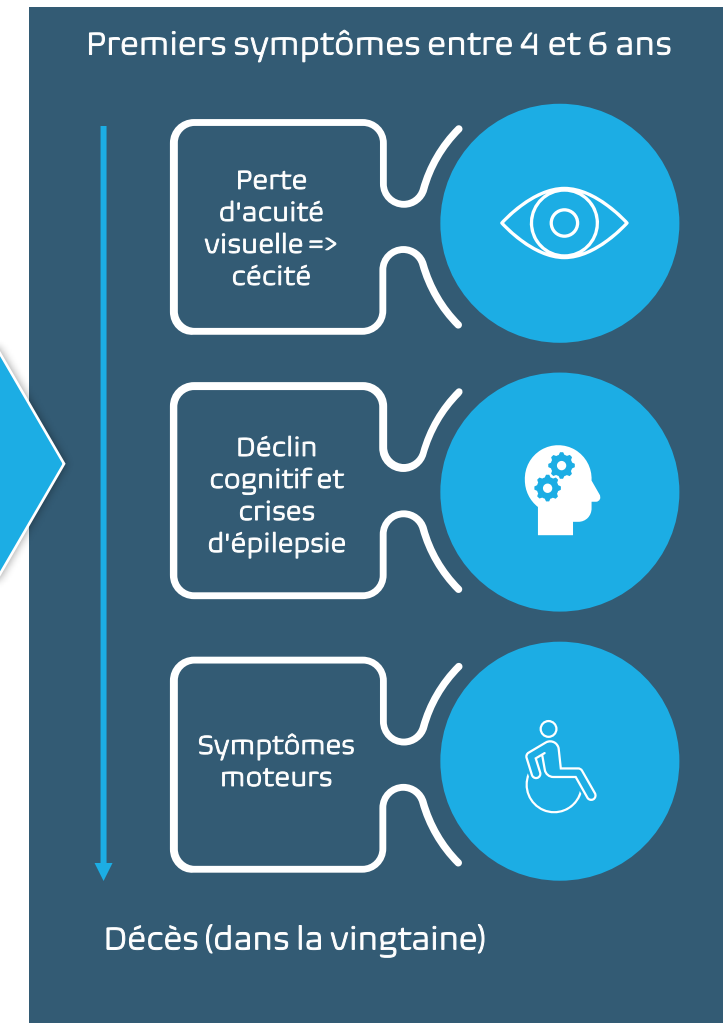 Premiers symptômes entre 4 et 6 ans
Perte
d'acuité
visuelle =>
cécité
Déclin
cognitif et
crises
d'épilepsie
Symptômes
moteurs
Décès (dans la vingtaine)